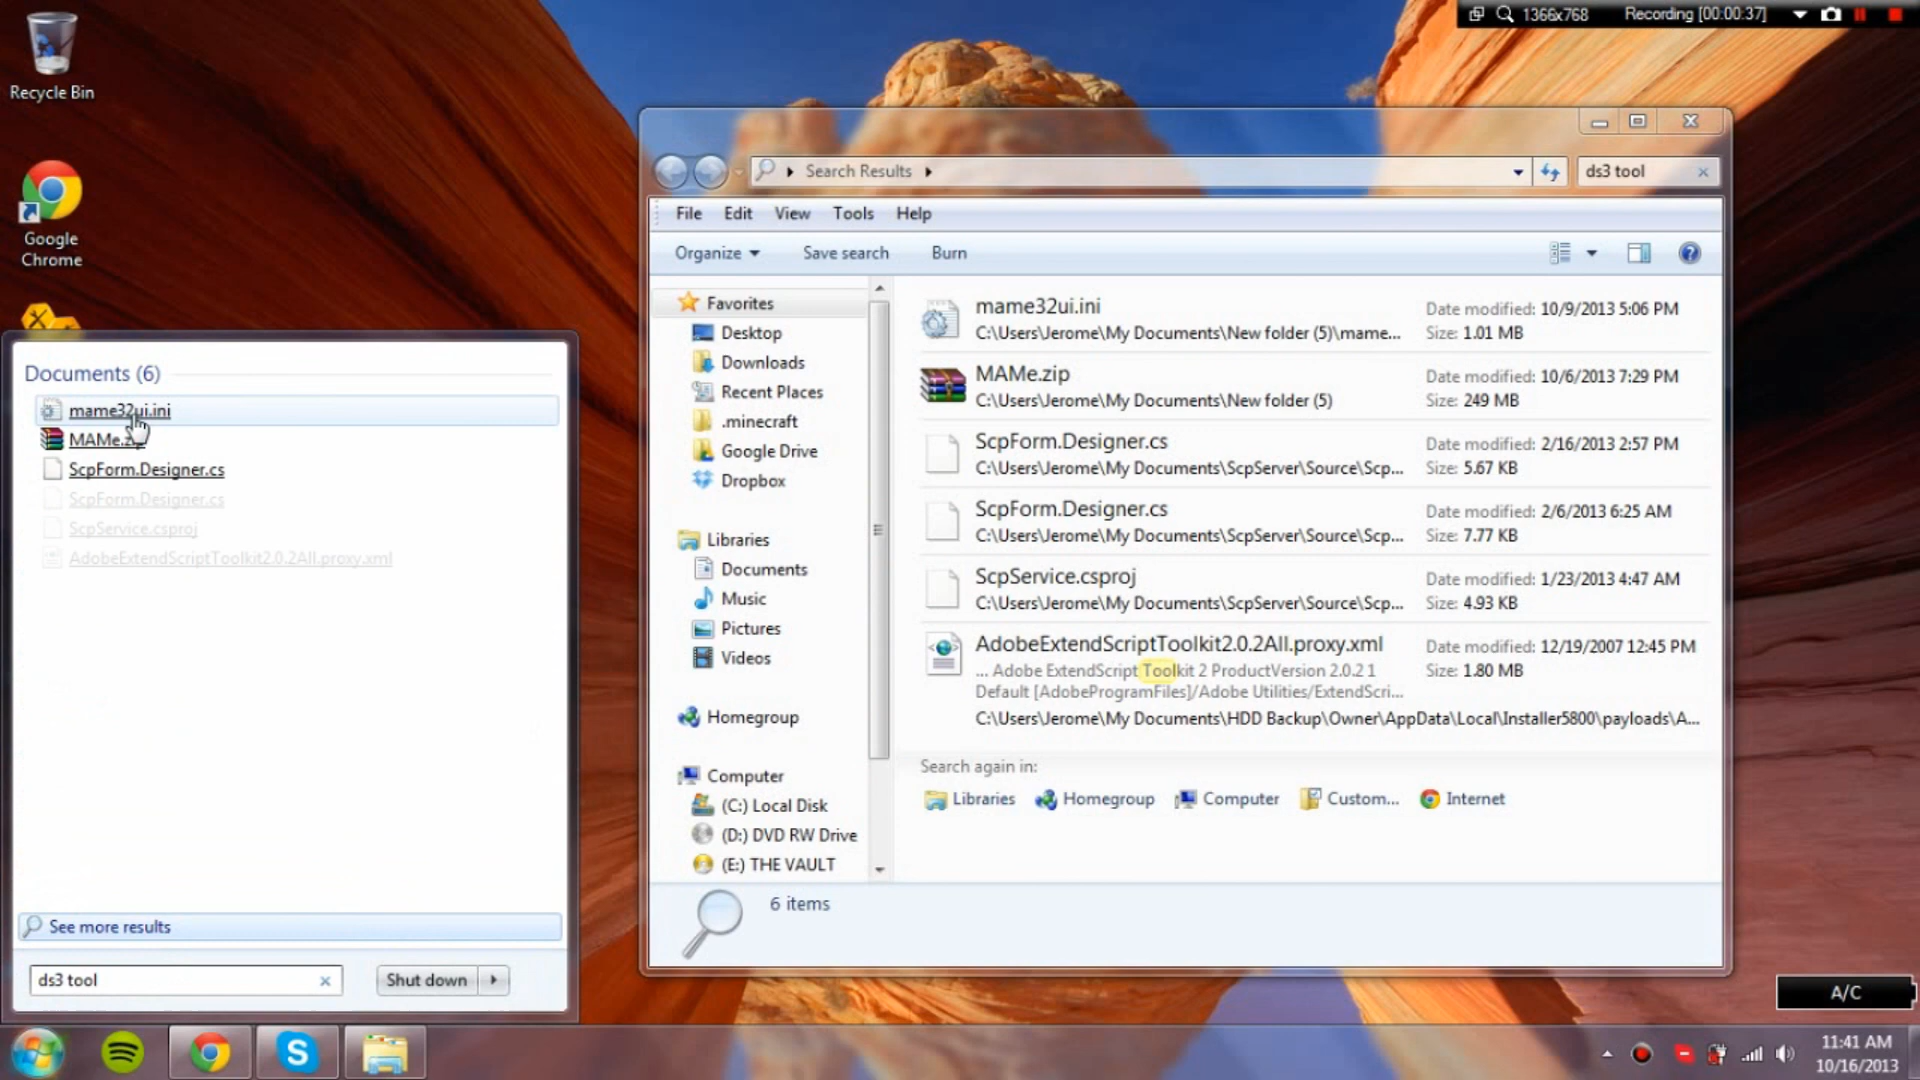 1366x768 Recording [00:00:37]
Recycle Bin
Google
Chrome
Search Results
ds3 tool
File Edit View Tools Help
Organize Save search Burn
Favorites
Desktop
Downloads
Recent Places
.minecraft
Google Drive
Dropbox
Libraries
Documents
Music
Pictures
Videos
Homegroup
Computer
(C:) Local Disk
(D:) DVD RW Drive
(E:) THE VAULT
mame32ui.ini
C:\Users\Jerome\My Documents\New folder (5)\mame...
Date modified: 10/9/2013 5:06 PM
Size: 1.01 MB
MAMe.zip
C:\Users\Jerome\My Documents\New folder (5)
Date modified: 10/6/2013 7:29 PM
Size: 249 MB
ScpForm.Designer.cs
C:\Users\Jerome\My Documents\ScpServer\Source\Scp...
Date modified: 2/16/2013 2:57 PM
Size: 5.67 KB
ScpForm.Designer.cs
C:\Users\Jerome\My Documents\ScpServer\Source\Scp...
Date modified: 2/6/2013 6:25 AM
Size: 7.77 KB
ScpService.csproj
C:\Users\Jerome\My Documents\ScpServer\Source\Scp...
Date modified: 1/23/2013 4:47 AM
Size: 4.93 KB
AdobeExtendScriptToolkit2.0.2All.proxy.xml
... Adobe ExtendScript Toolkit 2 ProductVersion 2.0.2 1
Default [AdobeProgramFiles]/Adobe Utilities/ExtendScri...
C:\Users\Jerome\My Documents\HDD Backup\Owner\AppData\Local\Installer5800\payloads\A...
Date modified: 12/19/2007 12:45 PM
Size: 1.80 MB
Search again in:
Libraries Homegroup Computer Custom... Internet
6 items
Documents (6)
mame32ui.ini
MAMe.zip
ScpForm.Designer.cs
ScpForm.Designer.cs
ScpService.csproj
AdobeExtendScriptToolkit2.0.2All.proxy.xml
See more results
ds3 tool
Shut down
A/C
11:41 AM
10/16/2013